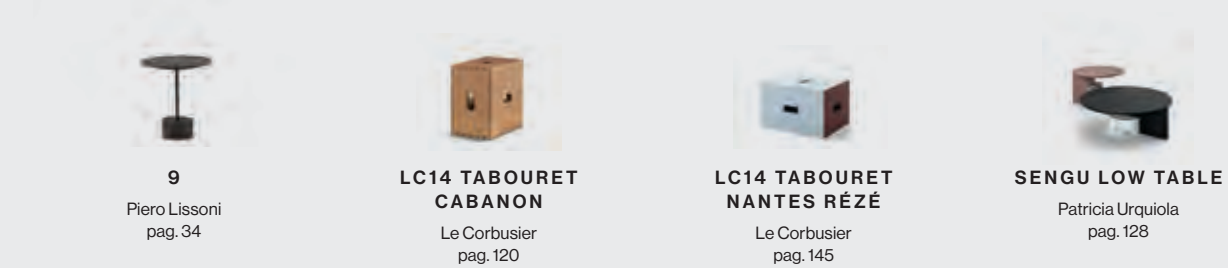 9
Piero Lissoni
pag. 34
LC14 TABOURET
CABANON
Le Corbusier
pag. 120
LC14 TABOURET
NANTES RÉZÉ
Le Corbusier
pag. 145
SENGU LOW TABLE
Patricia Urquiola
pag. 128